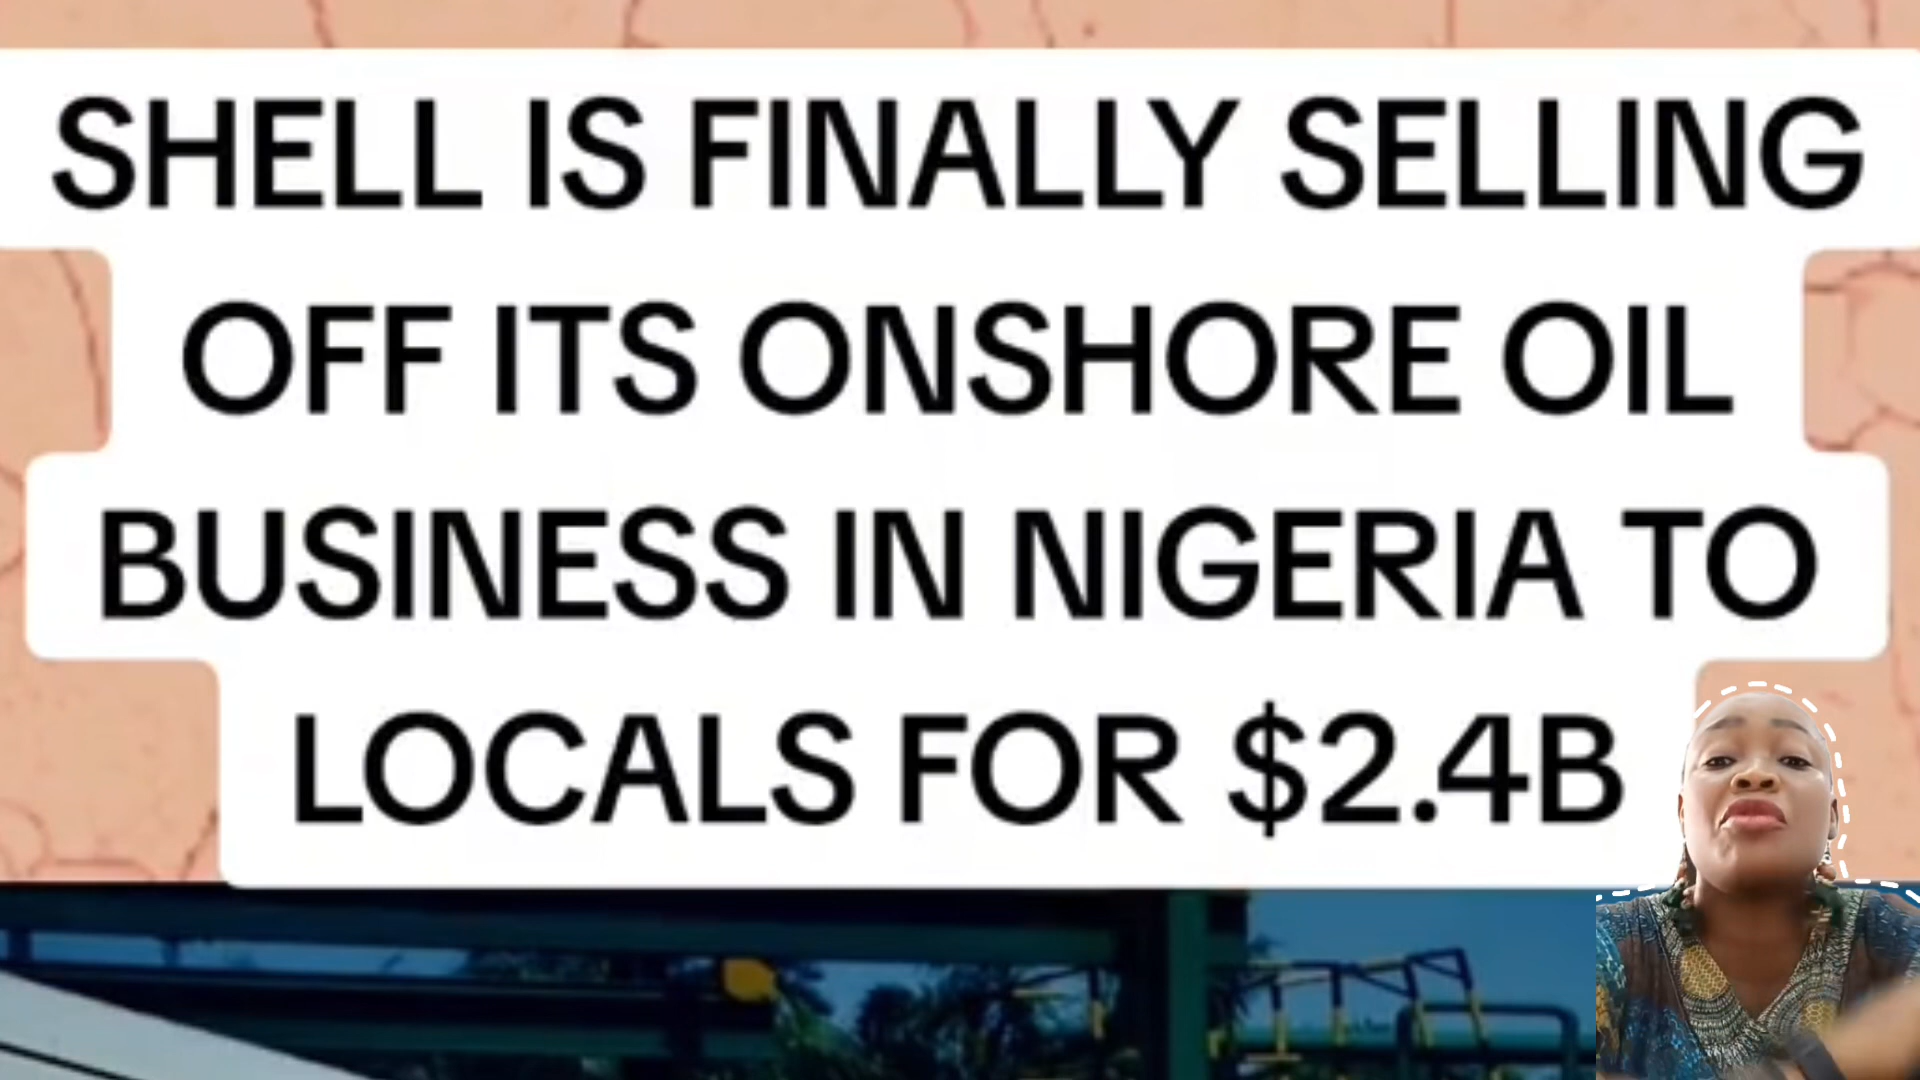 SHELL IS FINALLY SELLING
OFF ITS ONSHORE OIL
BUSINESS IN NIGERIA TO
LOCALS FOR $2.4B